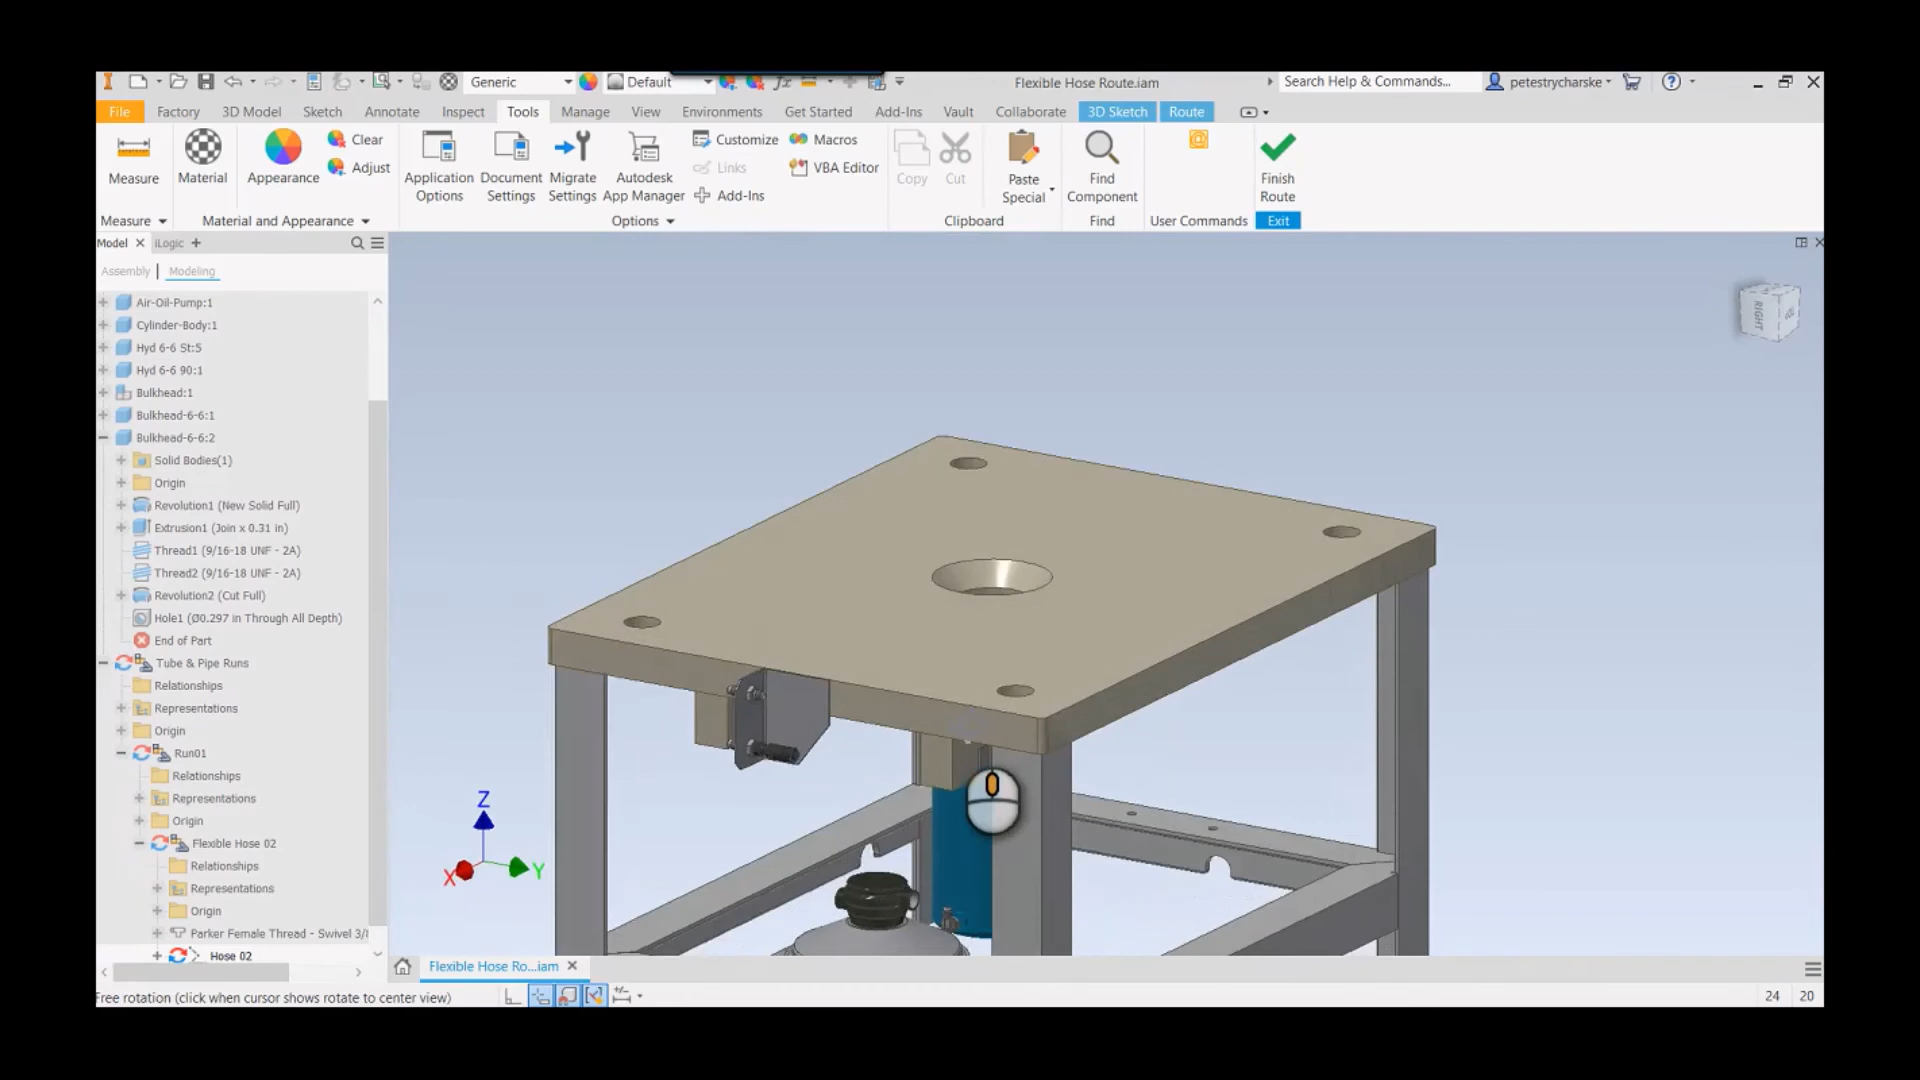 Generic
Default
Flexible Hose Route.iam
Search Help & Commands...
petestrycharske
File
Factory
3D Model
Sketch
Annotate
Inspect
Tools
Manage
View
Environments
Get Started
Add-Ins
Vault
Collaborate
3D Sketch
Route
Measure
Material
Appearance
Clear
Adjust
Application Options
Document Settings
Migrate Settings
Autodesk App Manager
Customize
Links
Add-Ins
Macros
VBA Editor
Copy
Cut
Paste Special
Find Component
Finish Route
Measure
Material and Appearance
Options
Clipboard
Find
User Commands
Exit
Model
iLogic
Assembly
Modeling
Air-Oil-Pump:1
Cylinder-Body:1
Hyd 6-6 St:5
Hyd 6-6 90:1
Bulkhead:1
Bulkhead-6-6:1
Bulkhead-6-6:2
Solid Bodies(1)
Origin
Revolution1 (New Solid Full)
Extrusion1 (Join x 0.31 in)
Thread1 (9/16-18 UNF - 2A)
Thread2 (9/16-18 UNF - 2A)
Revolution2 (Cut Full)
Hole1 (Ø0.297 in Through All Depth)
End of Part
Tube & Pipe Runs
Relationships
Representations
Origin
Run01
Relationships
Representations
Origin
Flexible Hose 02
Relationships
Representations
Origin
Parker Female Thread - Swivel 3/8
Hose 02
RIGHT
Z
X
Y
Flexible Hose Ro...iam
Free rotation (click when cursor shows rotate to center view)
24
20